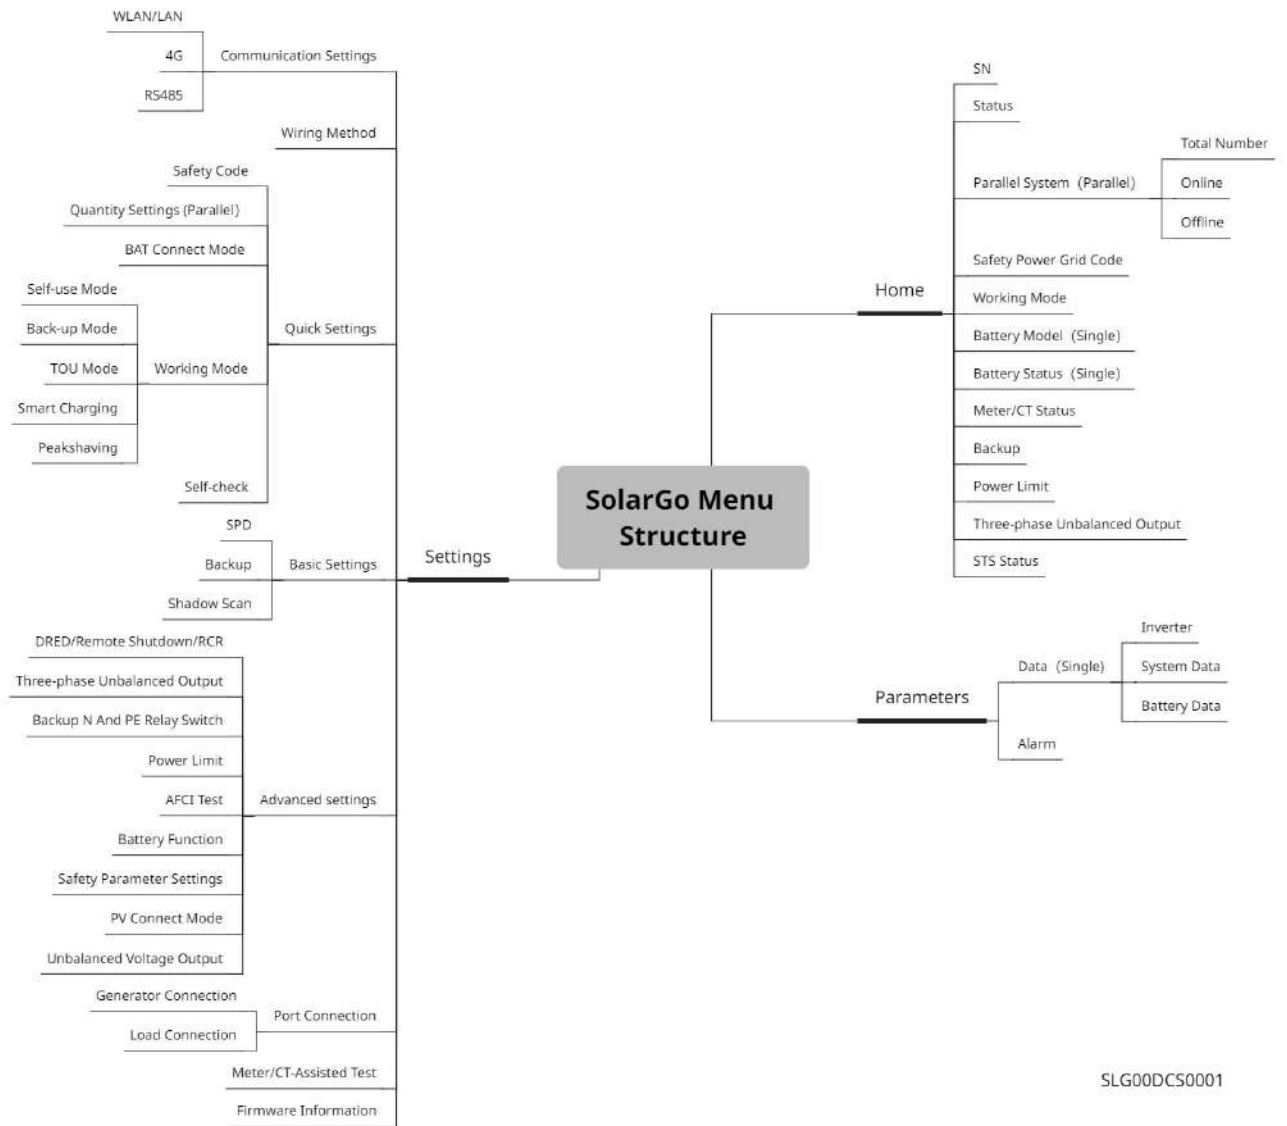 WLAN/LAN
4G
RS485
Communication Settings
Wiring Method
Safety Code
Quantity Settings (Parallel)
BAT Connect Mode
Self-use Mode
Back-up Mode
TOU Mode
Smart Charging
Peakshaving
Working Mode
Self-check
Quick Settings
SPD
Backup
Shadow Scan
Basic Settings
DRED/Remote Shutdown/RCR
Three-phase Unbalanced Output
Backup N And PE Relay Switch
Power Limit
AFCI Test
Battery Function
Safety Parameter Settings
PV Connect Mode
Unbalanced Voltage Output
Advanced settings
Generator Connection
Load Connection
Port Connection
Meter/CT-Assisted Test
Firmware Information
Settings
SolarGo Menu
Structure
Home
SN
Status
Parallel System (Parallel)
Total Number
Online
Offline
Safety Power Grid Code
Working Mode
Battery Model (Single)
Battery Status (Single)
Meter/CT Status
Backup
Power Limit
Three-phase Unbalanced Output
STS Status
Parameters
Data (Single)
Inverter
System Data
Battery Data
Alarm
SLG00DCS0001